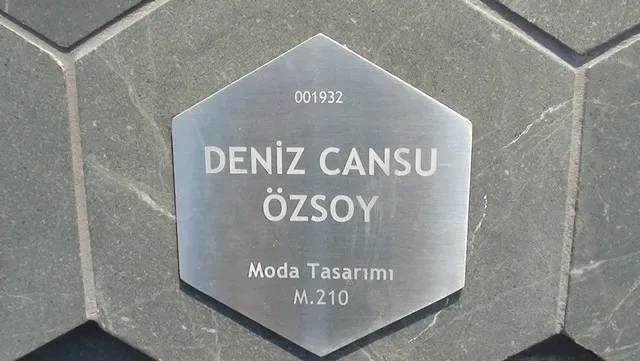 001932
DENİZ CANSU
ÖZSOY
Moda Tasarımı
M.210